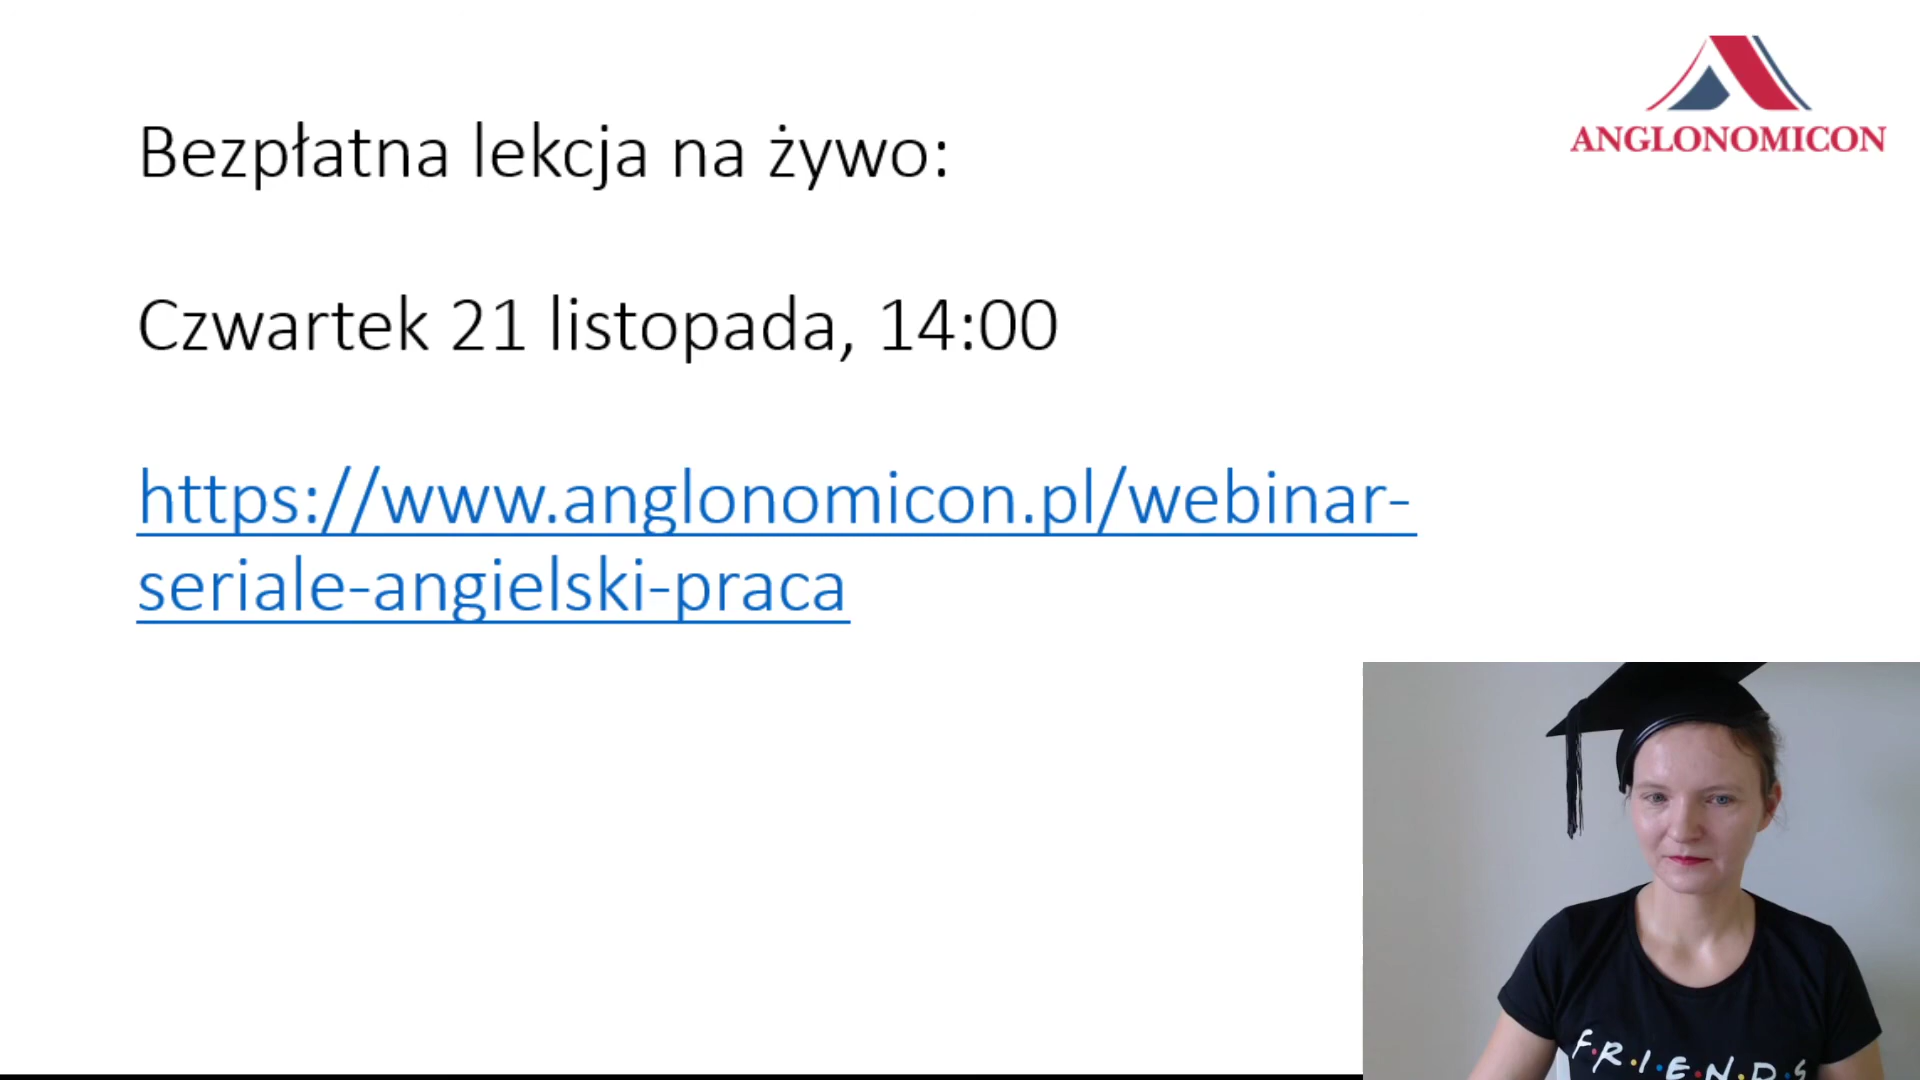 ANGLONOMICON
Bezpłatna lekcja na żywo:
Czwartek 21 listopada, 14:00
https://www.anglonomicon.pl/webinar-
seriale-angielski-praca
F·R·I·E·N·D·S